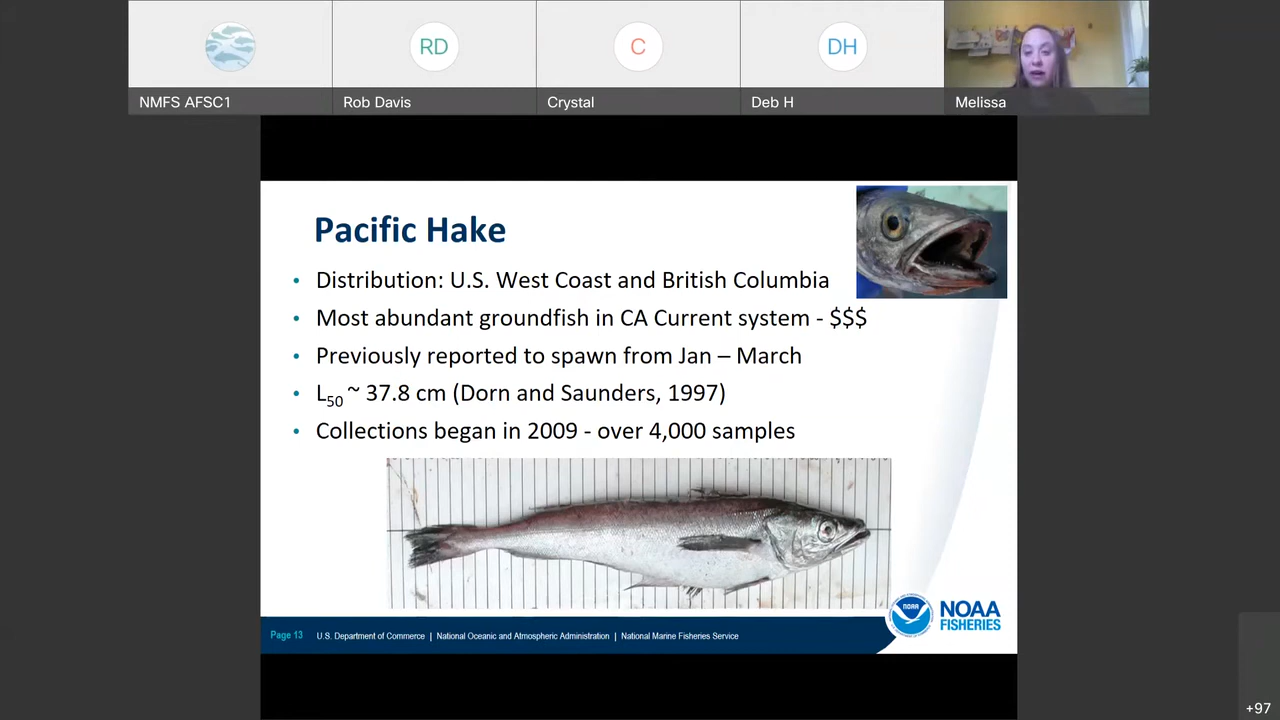 RD
C
DH
NMFS AFSC1
Rob Davis
Crystal
Deb H
Melissa
Pacific Hake
• Distribution: U.S. West Coast and British Columbia
• Most abundant groundfish in CA Current system - $$$
• Previously reported to spawn from Jan – March
• L50 ~ 37.8 cm (Dorn and Saunders, 1997)
• Collections began in 2009 - over 4,000 samples
NOAA
NOAA
FISHERIES
Page 13 U.S. Department of Commerce | National Oceanic and Atmospheric Administration | National Marine Fisheries Service
+97